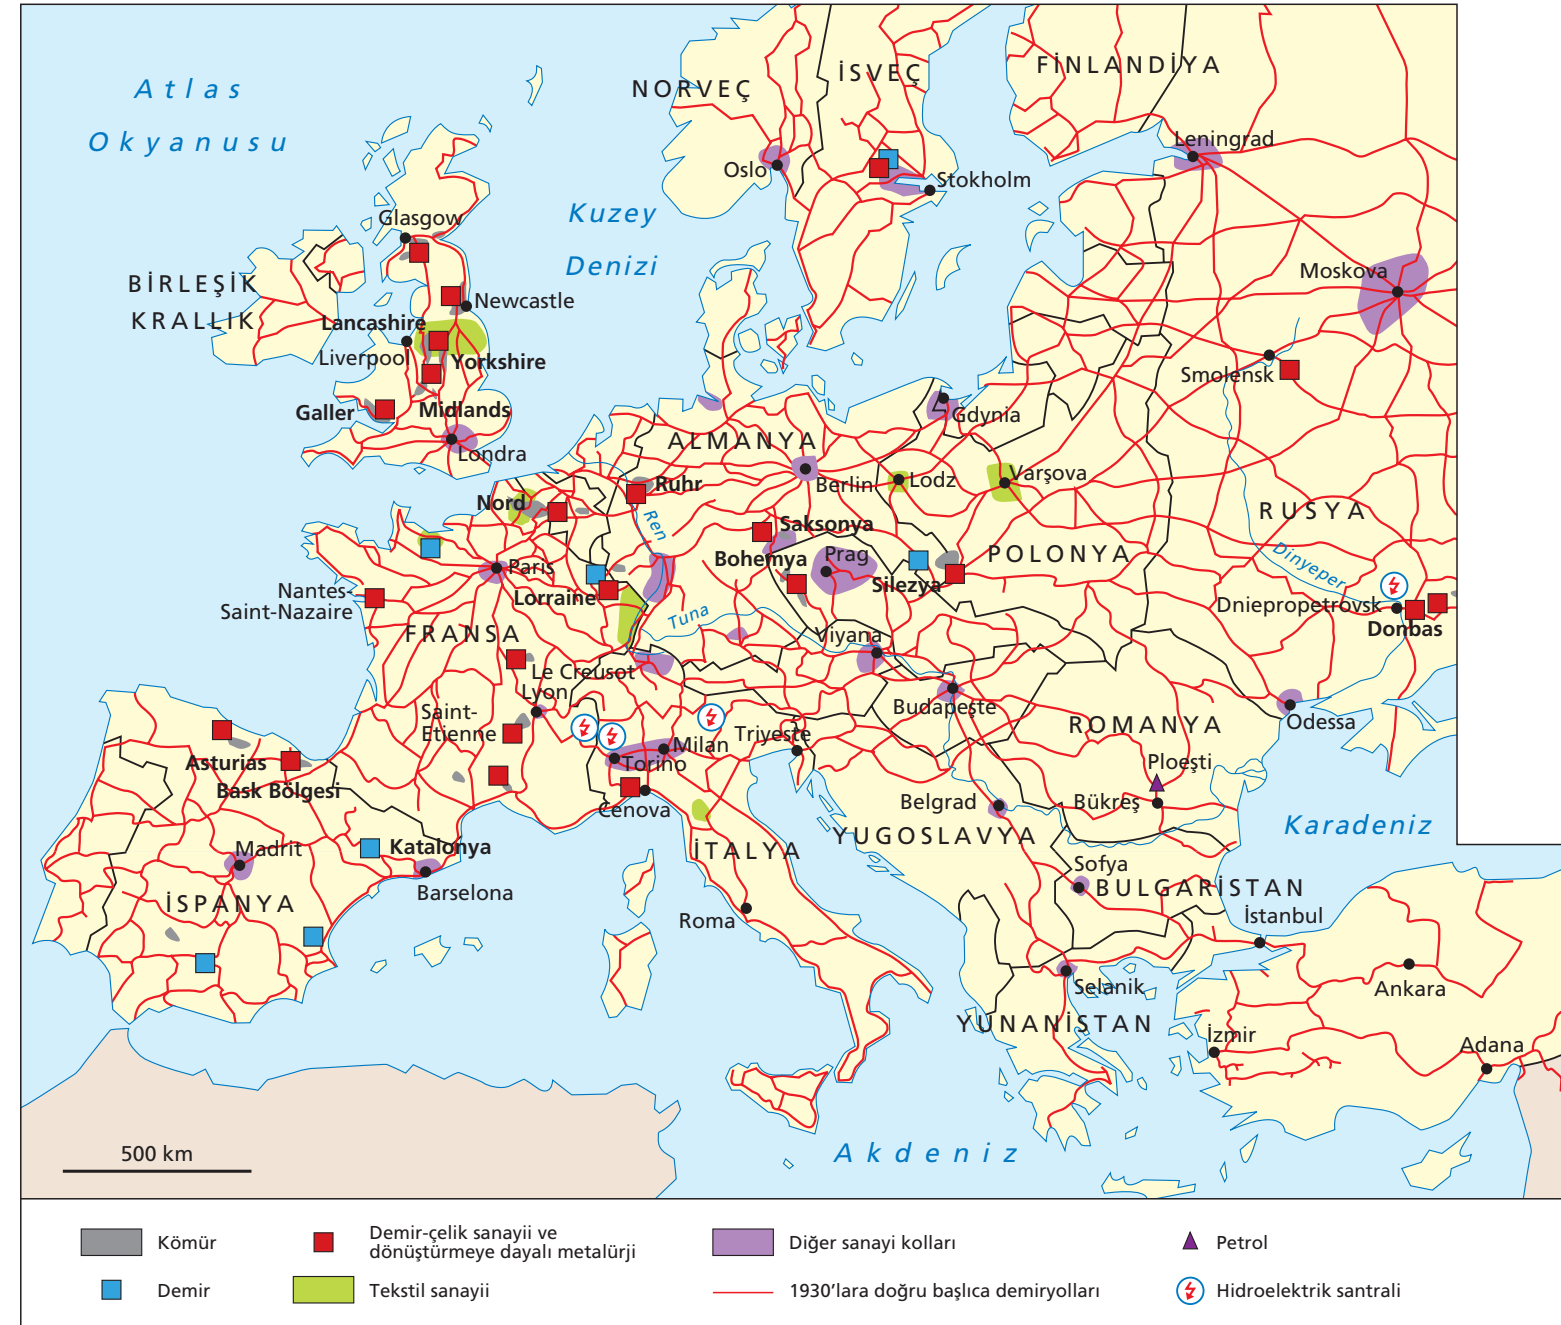 Atlas
Okyanusu
NORVEÇ
İSVEÇ
FİNLANDİYA
Leningrad
Oslo
Stokholm
Kuzey
Denizi
Glasgow
BİRLEŞİK
KRALLIK
Newcastle
Moskova
Lancashire
Liverpool
Yorkshire
Smolensk
Galler
Midlands
Gdynia
Londra
ALMANYA
Berlin
Lodz
Varşova
Ruhr
Nord
Ren
Saksonya
RUSYA
Bohemya
Prag
POLONYA
Silezya
Dinyeper
Paris
Lorraine
Nantes-
Saint-Nazaire
Dniepropetrovsk
Donbas
Tuna
FRANSA
Viyana
Le Creusot
Lyon
Budapeşte
Saint-
Etienne
Odessa
ROMANYA
Milan
Triyeste
Torino
Ploeşti
Asturias
Bask Bölgesi
Cenova
Belgrad
Bükreş
Karadeniz
YUGOSLAVYA
Madrit
Katalonya
İTALYA
Sofya
Barselona
BULGARİSTAN
İSPANYA
Roma
İstanbul
Selanik
Ankara
YUNANİSTAN
İzmir
Adana
Akdeniz
500 km
Kömür
Demir-çelik sanayii ve
dönüştürmeye dayalı metalürji
Diğer sanayi kolları
Petrol
Demir
Tekstil sanayii
1930’lara doğru başlıca demiryolları
Hidroelektrik santrali